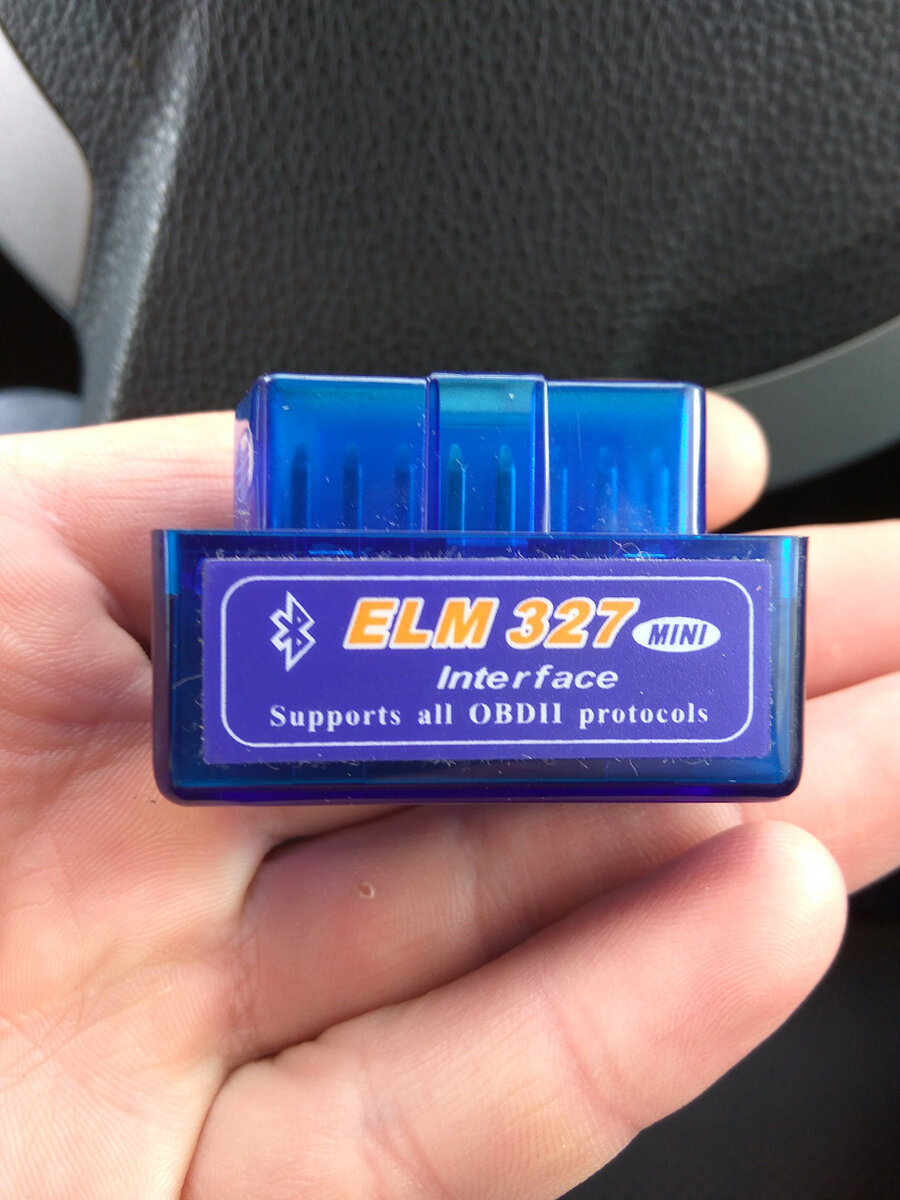 ELM 327 MINI
Interface
Supports all OBDII protocols